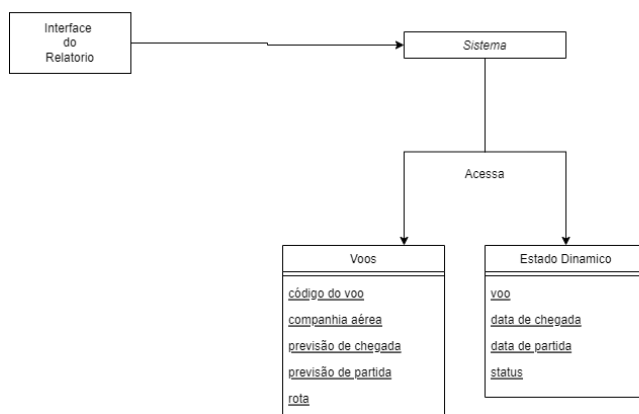 Interface
do
Relatorio
Sistema
Acessa
Voos
código do voo
companhia aérea
previsão de chegada
previsão de partida
rota
Estado Dinamico
voo
data de chegada
data de partida
status